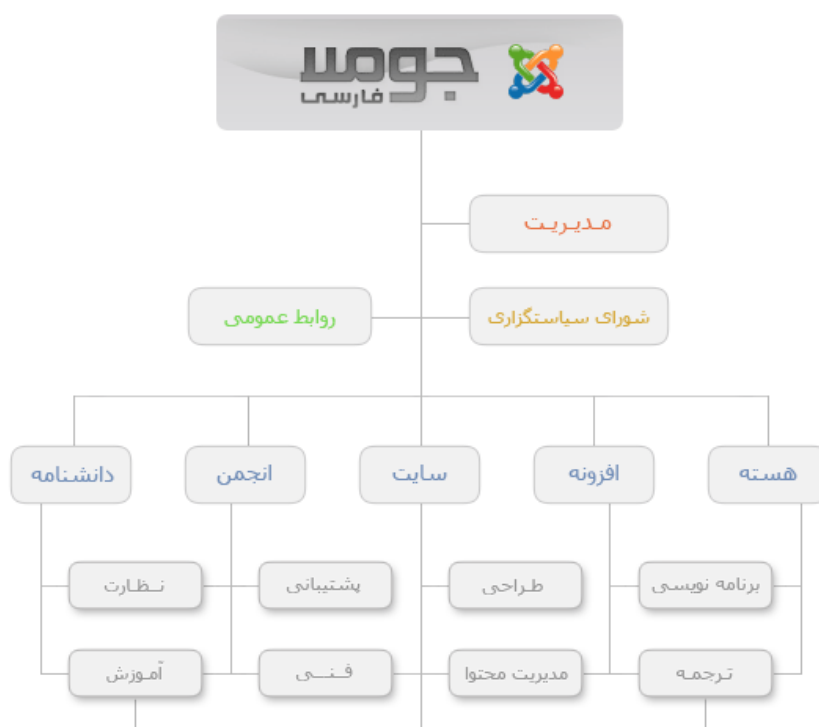 جوملا
فارسی
مدیریت
شورای سیاستگزاری
روابط عمومی
هسته
افزونه
سایت
انجمن
دانشنامه
برنامه نویسی
طراحی
پشتیبانی
نظارت
ترجمه
مدیریت محتوا
فنی
آموزش